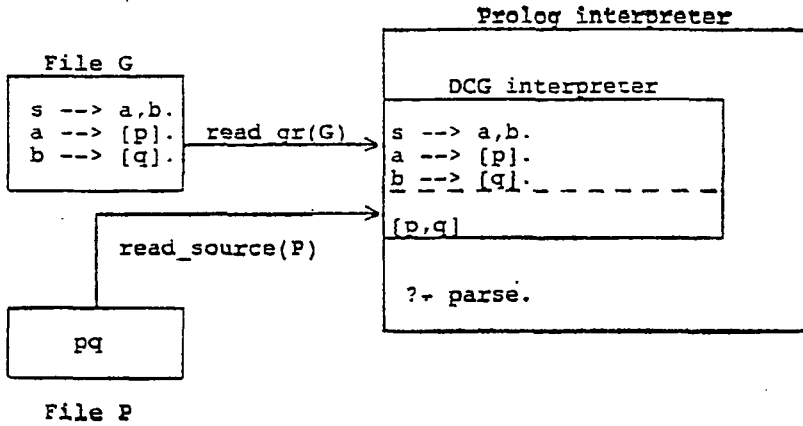 Prolog interpreter
File G
DCG interpreter
s --> a,b.
a --> [p].
b --> [q].
read_gr(G)
s --> a,b.
a --> [p].
b --> [q].
[p,q]
read_source(P)
?- parse.
pq
File P